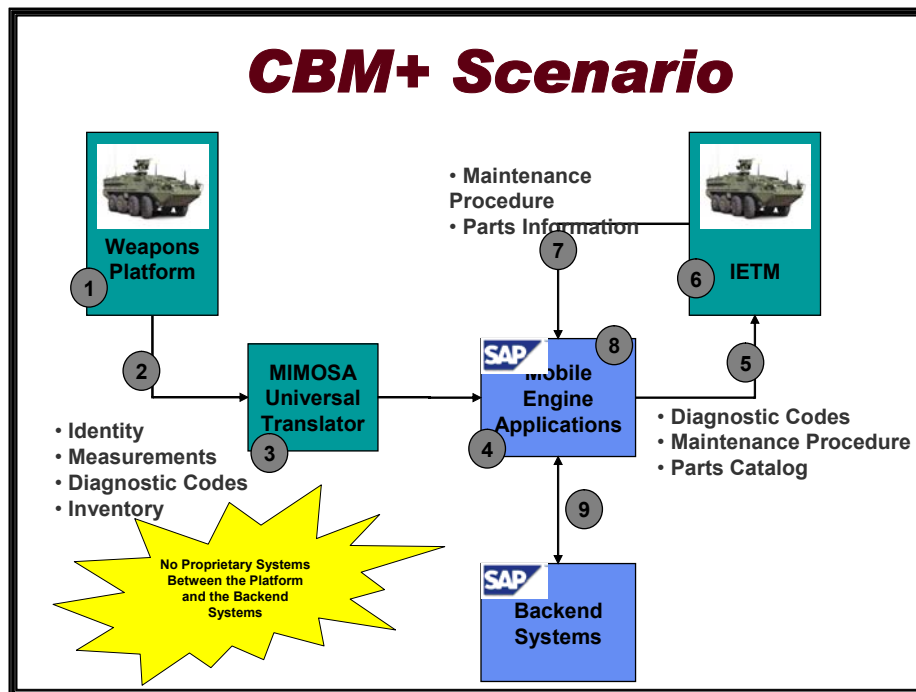 CBM+ Scenario
Weapons
Platform
1
2
• Identity
• Measurements
• Diagnostic Codes
• Inventory
MIMOSA
Universal
Translator
3
No Proprietary Systems
Between the Platform
and the Backend
Systems
• Maintenance
Procedure
• Parts Information
7
IETM
6
SAP
8
Mobile
Engine
Applications
4
5
• Diagnostic Codes
• Maintenance Procedure
• Parts Catalog
9
SAP
Backend
Systems